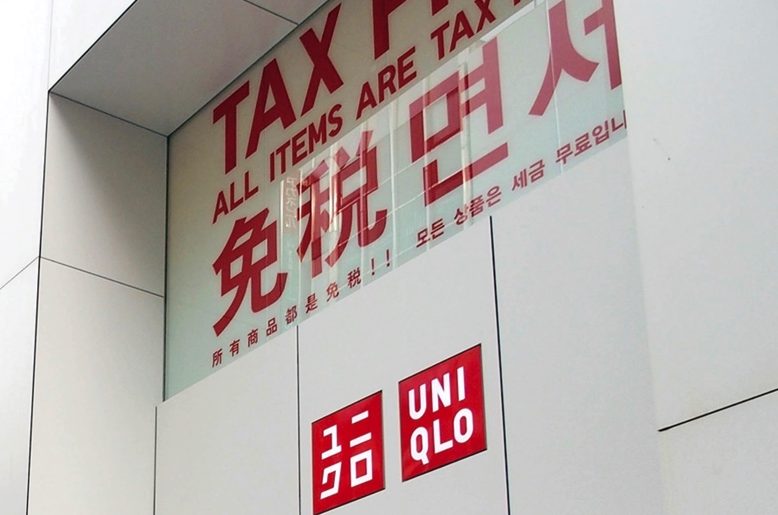 TAX
ALL ITEMS ARE TAX
免税 면세
所有商品都是免税!! 모든 상품은 세금 무료입니
ユニ
クロ
UNI
QLO